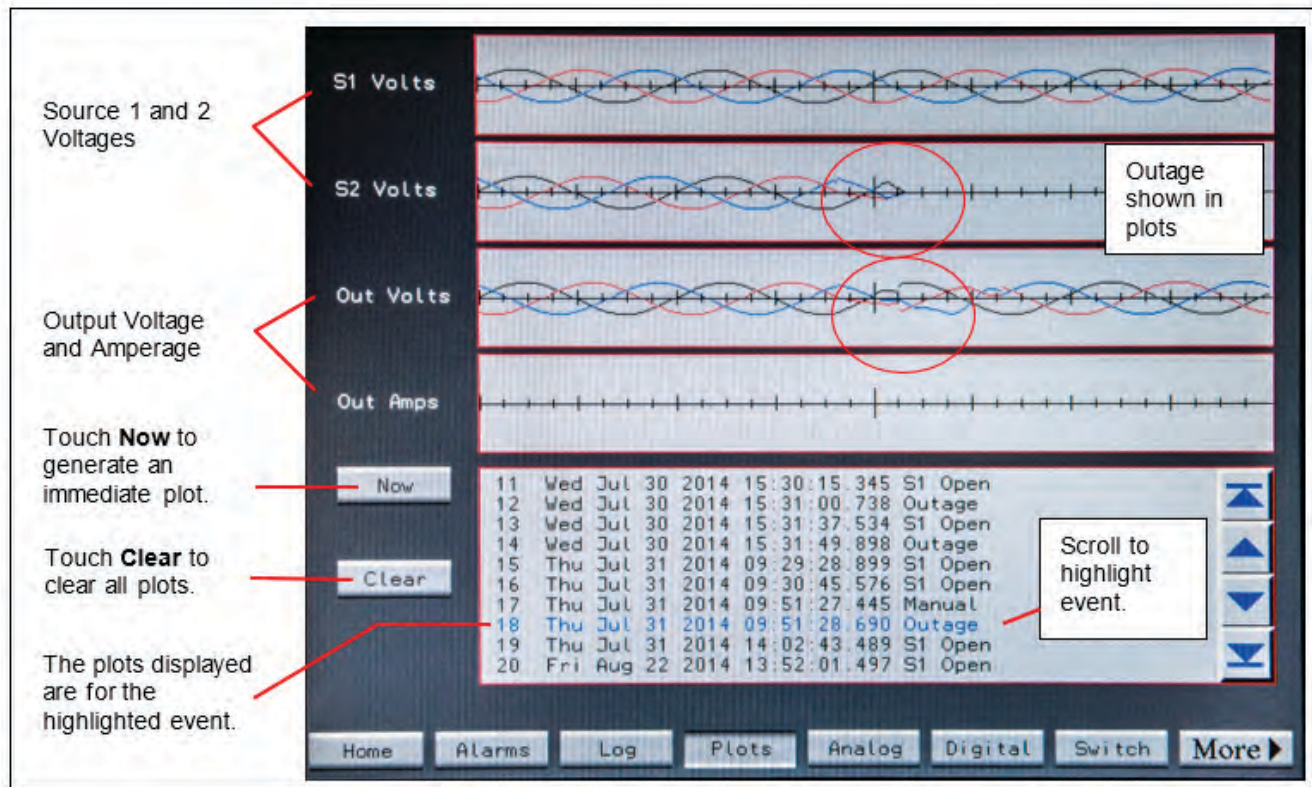 Source 1 and 2
Voltages
S1 Volts
S2 Volts
Outage
shown in
plots
Output Voltage
and Amperage
Out Volts
Out Amps
Touch Now to
generate an
immediate plot.
Now
Touch Clear to
clear all plots.
Clear
The plots displayed
are for the
highlighted event.
11 Wed Jul 30 2014 15:30:15.345 S1 Open
12 Wed Jul 30 2014 15:31:00.738 Outage
13 Wed Jul 30 2014 15:31:37.534 S1 Open
14 Wed Jul 30 2014 15:31:49.898 Outage
15 Thu Jul 31 2014 09:29:28.899 S1 Open
16 Thu Jul 31 2014 09:30:45.576 S1 Open
17 Thu Jul 31 2014 09:51:27.445 Manual
18 Thu Jul 31 2014 09:51:28.690 Outage
19 Thu Jul 31 2014 14:02:43.489 S1 Open
20 Fri Aug 22 2014 13:52:01.497 S1 Open
Scroll to
highlight
event.
Home Alarms Log Plots Analog Digital Switch More